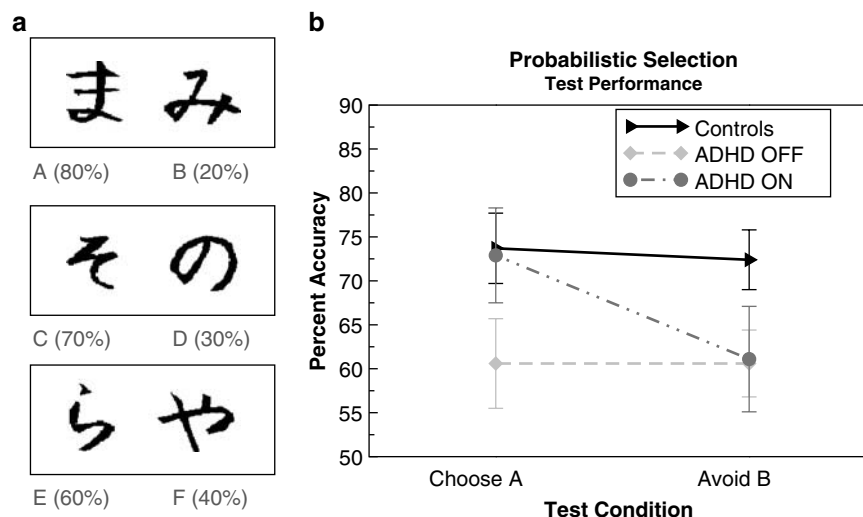 a
まみ
A (80%) B (20%)
その
C (70%) D (30%)
らや
E (60%) F (40%)
b
Probabilistic Selection
Test Performance
Percent Accuracy
90
85
80
75
70
65
60
55
50
Controls
ADHD OFF
ADHD ON
Choose A Avoid B
Test Condition